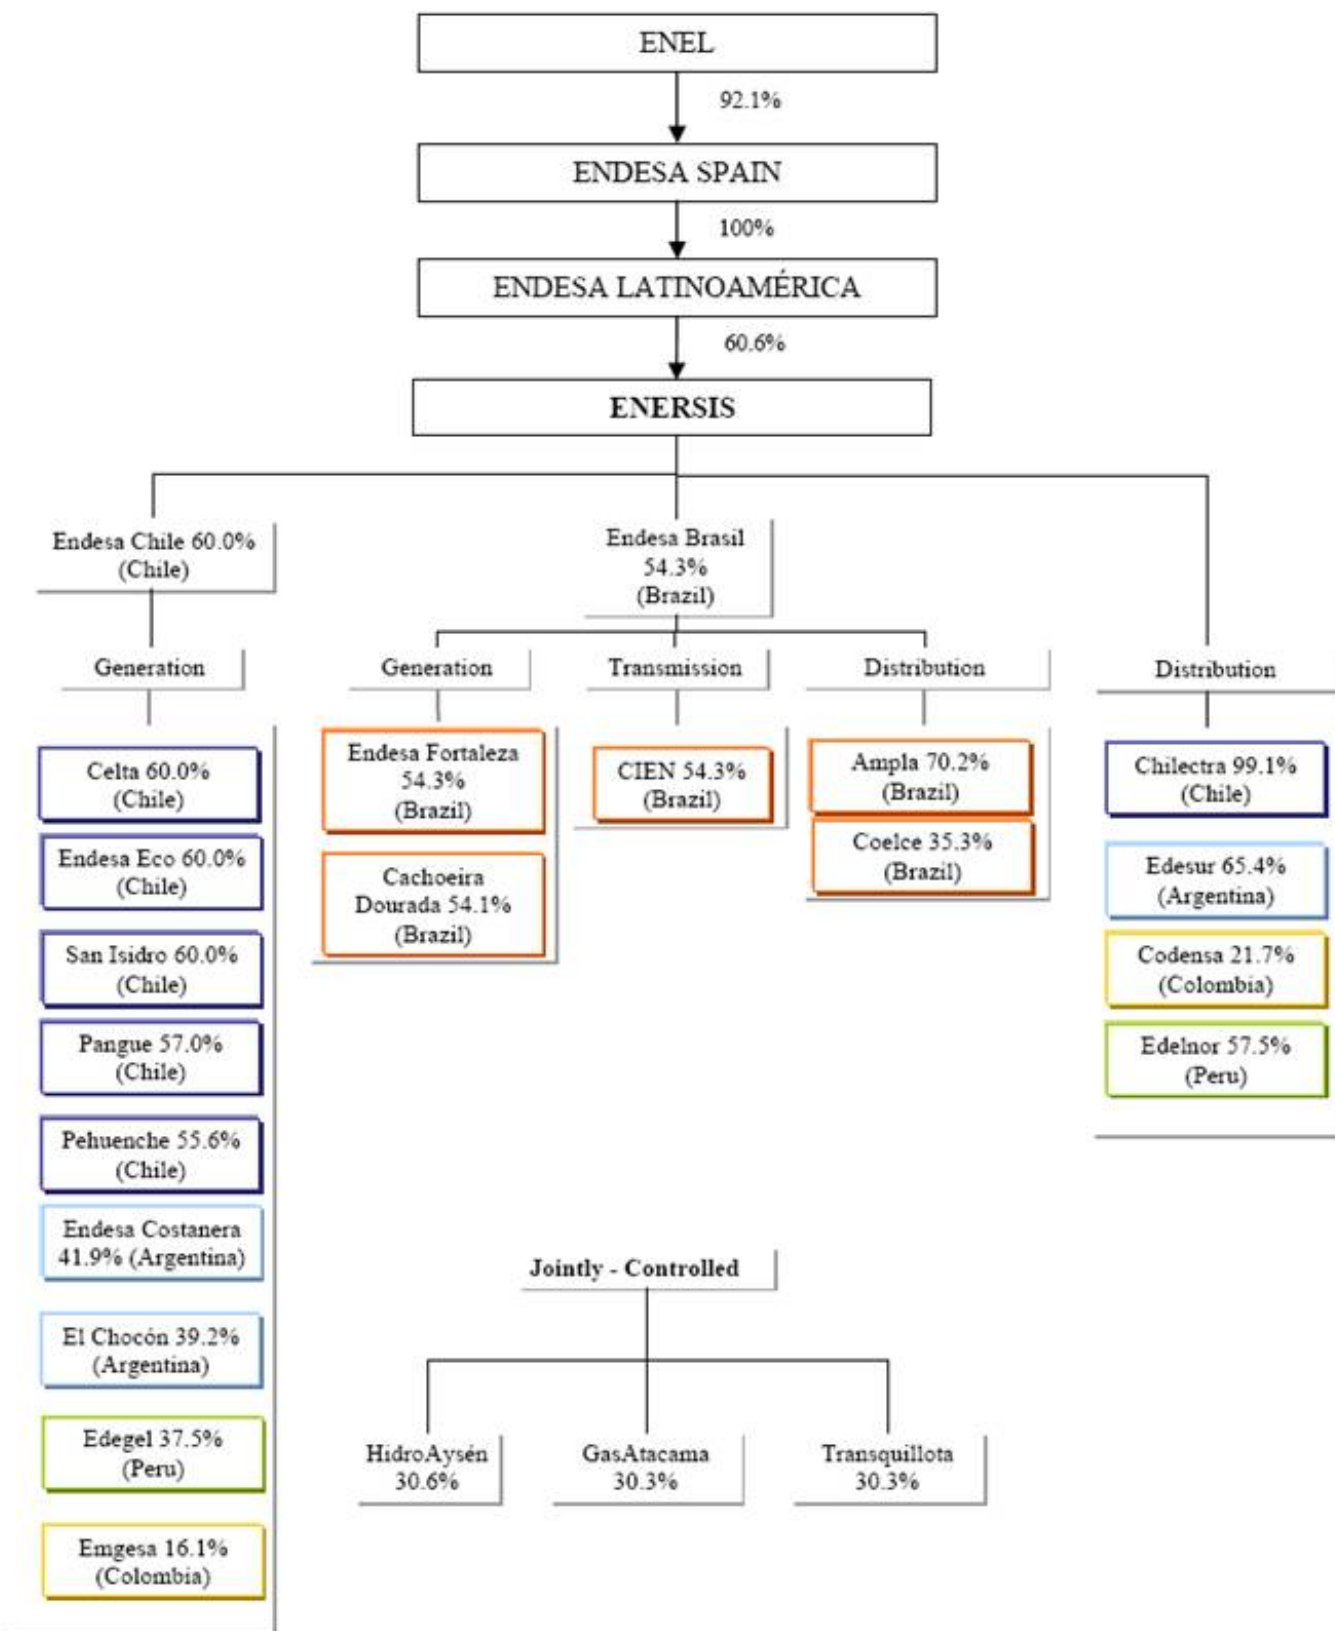 ENEL
92.1%
ENDESA SPAIN
100%
ENDESA LATINOAMÉRICA
60.6%
ENERSIS
Endesa Chile 60.0%
(Chile)
Endesa Brasil
54.3%
(Brazil)
Generation
Generation
Transmission
Distribution
Distribution
Celta 60.0%
(Chile)
Endesa Eco 60.0%
(Chile)
San Isidro 60.0%
(Chile)
Pangue 57.0%
(Chile)
Pehuenche 55.6%
(Chile)
Endesa Costanera
41.9% (Argentina)
El Chocón 39.2%
(Argentina)
Edegel 37.5%
(Peru)
Emgesa 16.1%
(Colombia)
Endesa Fortaleza
54.3%
(Brazil)
Cachoeira
Dourada 54.1%
(Brazil)
CIEN 54.3%
(Brazil)
Ampla 70.2%
(Brazil)
Coelce 35.3%
(Brazil)
Chilectra 99.1%
(Chile)
Edesur 65.4%
(Argentina)
Codensa 21.7%
(Colombia)
Edelnor 57.5%
(Peru)
Jointly - Controlled
HidroAysén
30.6%
GasAtacama
30.3%
Transquillota
30.3%